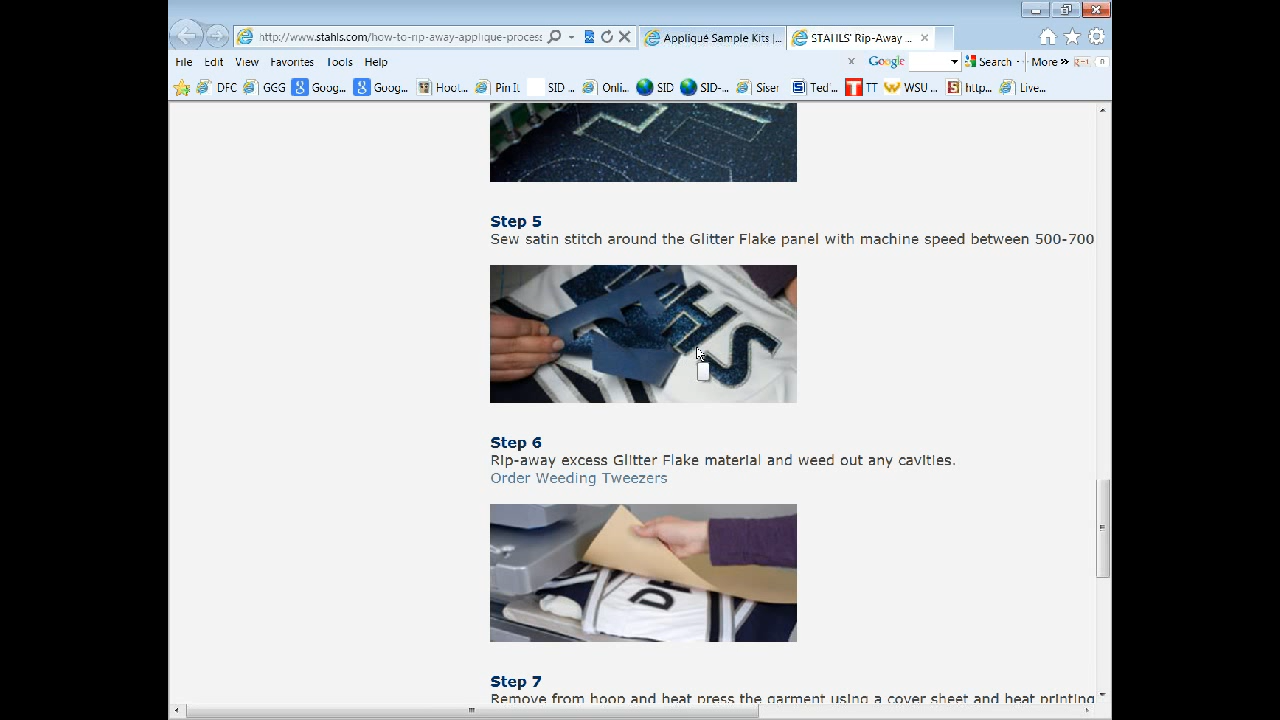 http://www.stahls.com/how-to-rip-away-applique-process
Appliqué Sample Kits |...
STAHLS' Rip-Away ...
File Edit View Favorites Tools Help
Google
Search
More »
+1
0
DFC
GGG
Goog...
Goog...
Hoot...
Pin It
SID ...
Onli...
SID
SID-...
Siser
Ted'...
TT
WSU ...
http...
Live...
Step 5
Sew satin stitch around the Glitter Flake panel with machine speed between 500-700
HS
Step 6
Rip-away excess Glitter Flake material and weed out any cavities.
Order Weeding Tweezers
Step 7
Remove from hoop and heat press the garment using a cover sheet and heat printing